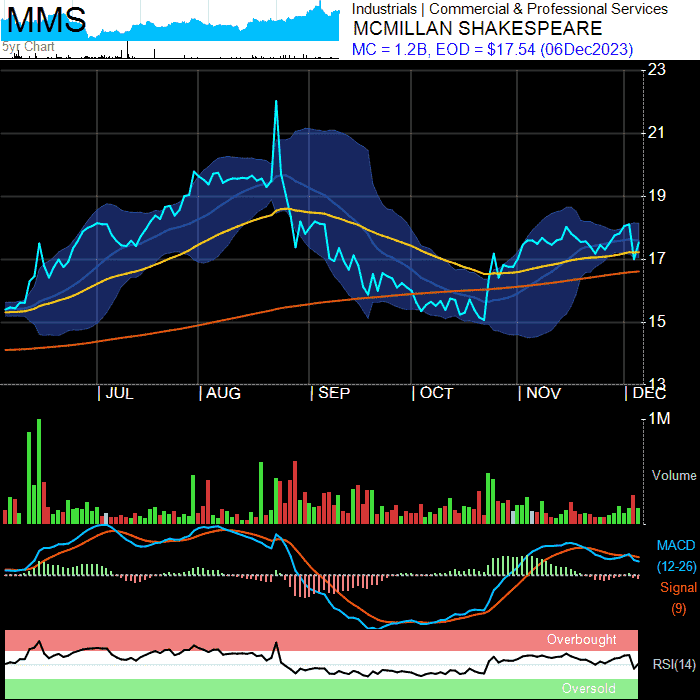 MMS
5yr Chart
Industrials | Commercial & Professional Services
MCMILLAN SHAKESPEARE
MC = 1.2B, EOD = $17.54 (06Dec2023)
23
21
19
17
15
13
JUL
AUG
SEP
OCT
NOV
DEC
1M
Volume
MACD
(12-26)
Signal
(9)
Overbought
RSI(14)
Oversold